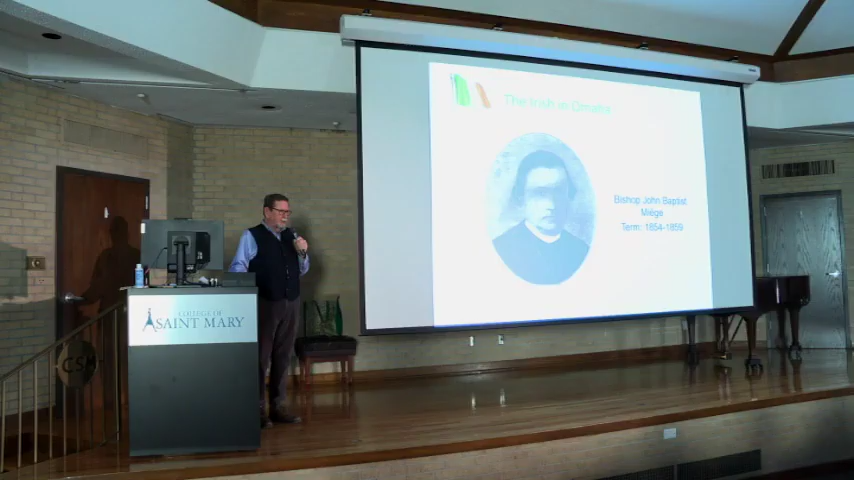 The Irish in Omaha
Bishop John Baptist
Miège
Term: 1854-1859
COLLEGE OF
SAINT MARY
CSM